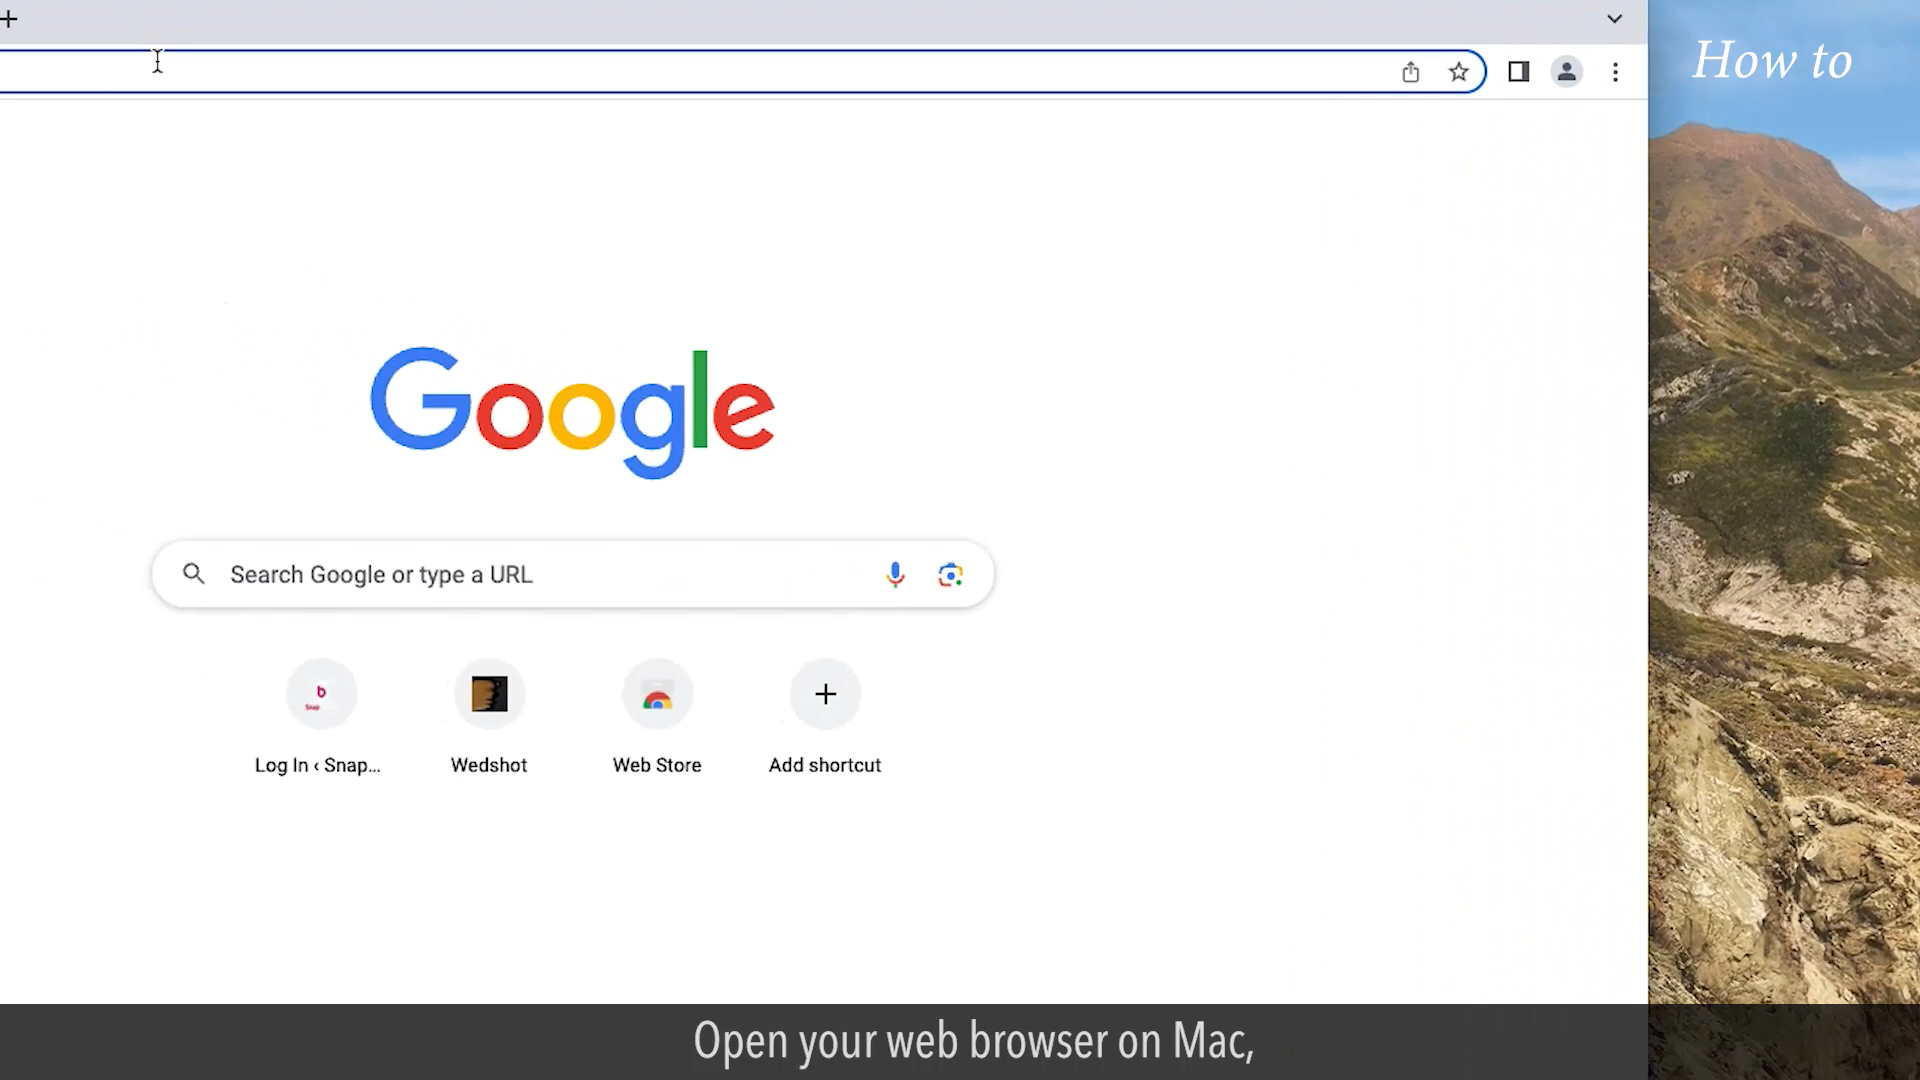 How to
Google
Search Google or type a URL
b
Snap
Log In ‹ Snap...
Wedshot
Web Store
Add shortcut
Open your web browser on Mac,